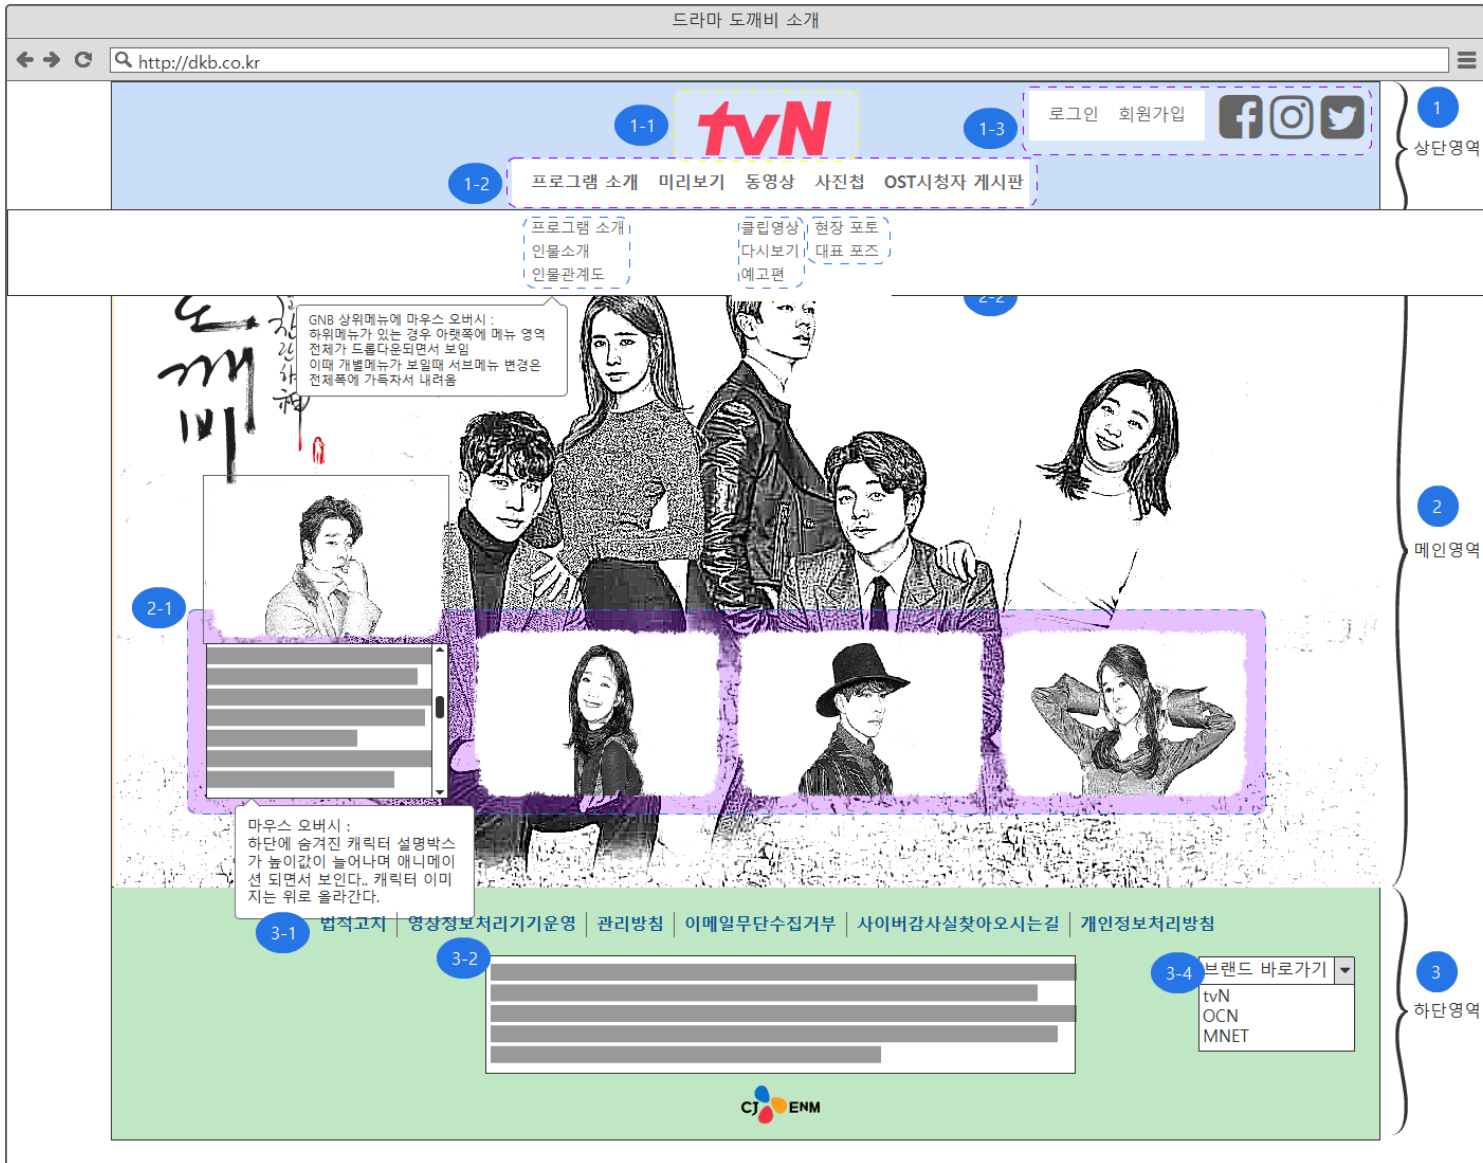 드라마 도깨비 소개
http://dkb.co.kr
1-1
tvN
1-3
로그인 회원가입
1
상단영역
1-2
프로그램 소개 미리보기 동영상 사진첩 OST시청자 게시판
프로그램 소개
인물소개
인물관계도
클립영상
다시보기
예고편
현장 포토
대표 포즈
2-2
도깨비
GNB 상위메뉴에 마우스 오버시 :
하위메뉴가 있는 경우 아랫쪽에 메뉴 영역
전체가 드롭다운되면서 보임
이때 개별메뉴가 보일때 서브메뉴 변경은
전체폭에 가득차서 내려옴
2
메인영역
2-1
마우스 오버시 :
하단에 숨겨진 캐릭터 설명박스
가 높이값이 늘어나며 애니메이
션 되면서 보인다.. 캐릭터 이미
지는 위로 올라간다.
3-1
법적고지 영상정보처리기기운영 관리방침 이메일무단수집거부 사이버감사실찾아오시는길 개인정보처리방침
3-2
3-4
브랜드 바로가기
tvN
OCN
MNET
3
하단영역
CJ ENM